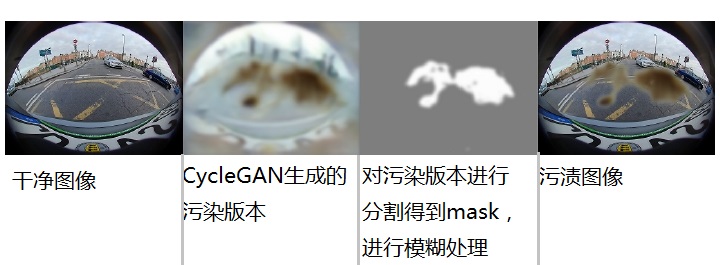 干净图像
CycleGAN生成的
污染版本
对污染版本进行
分割得到mask，
进行模糊处理
污渍图像